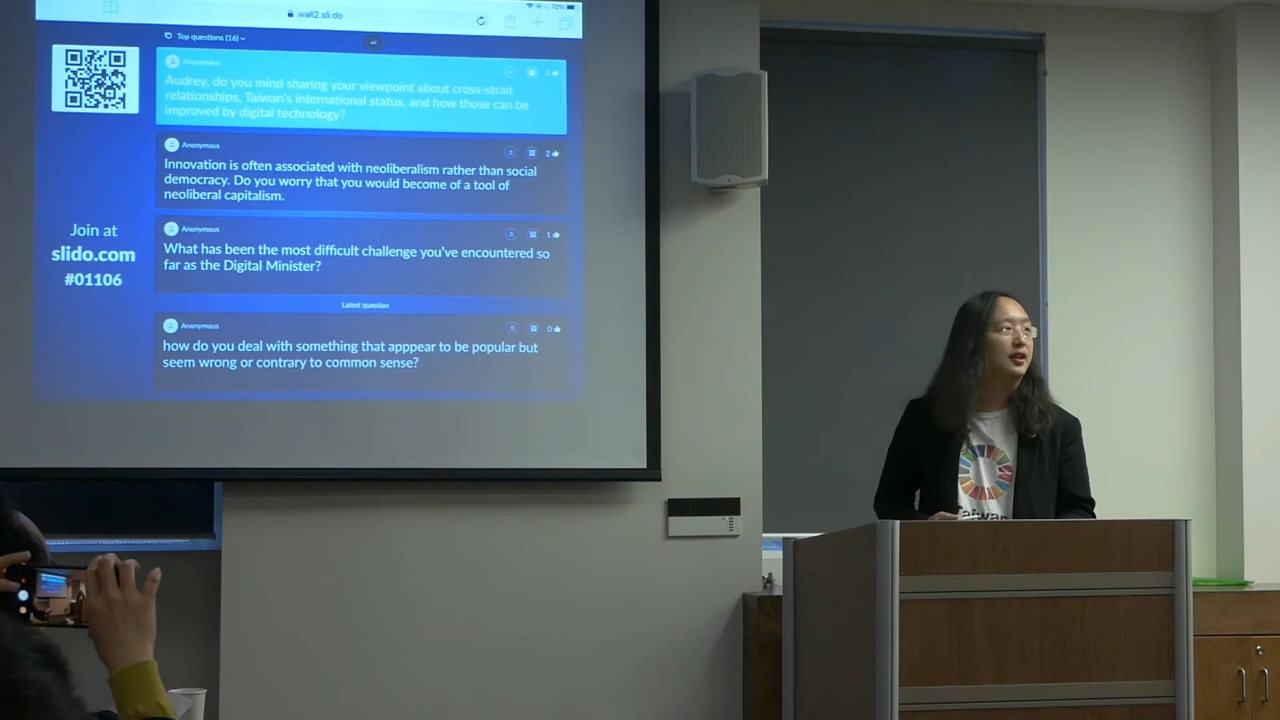 wall2.sli.do
72%
Top questions (16)
Anonymous
Audrey, do you mind sharing your viewpoint about cross-strait
relationships, Taiwan's international status, and how those can be
improved by digital technology?
Anonymous
2
Innovation is often associated with neoliberalism rather than social
democracy. Do you worry that you would become of a tool of
neoliberal capitalism.
Anonymous
1
What has been the most difficult challenge you've encountered so
far as the Digital Minister?
Latest question
Anonymous
0
how do you deal with something that apppear to be popular but
seem wrong or contrary to common sense?
Join at
slido.com
#01106
aiwan